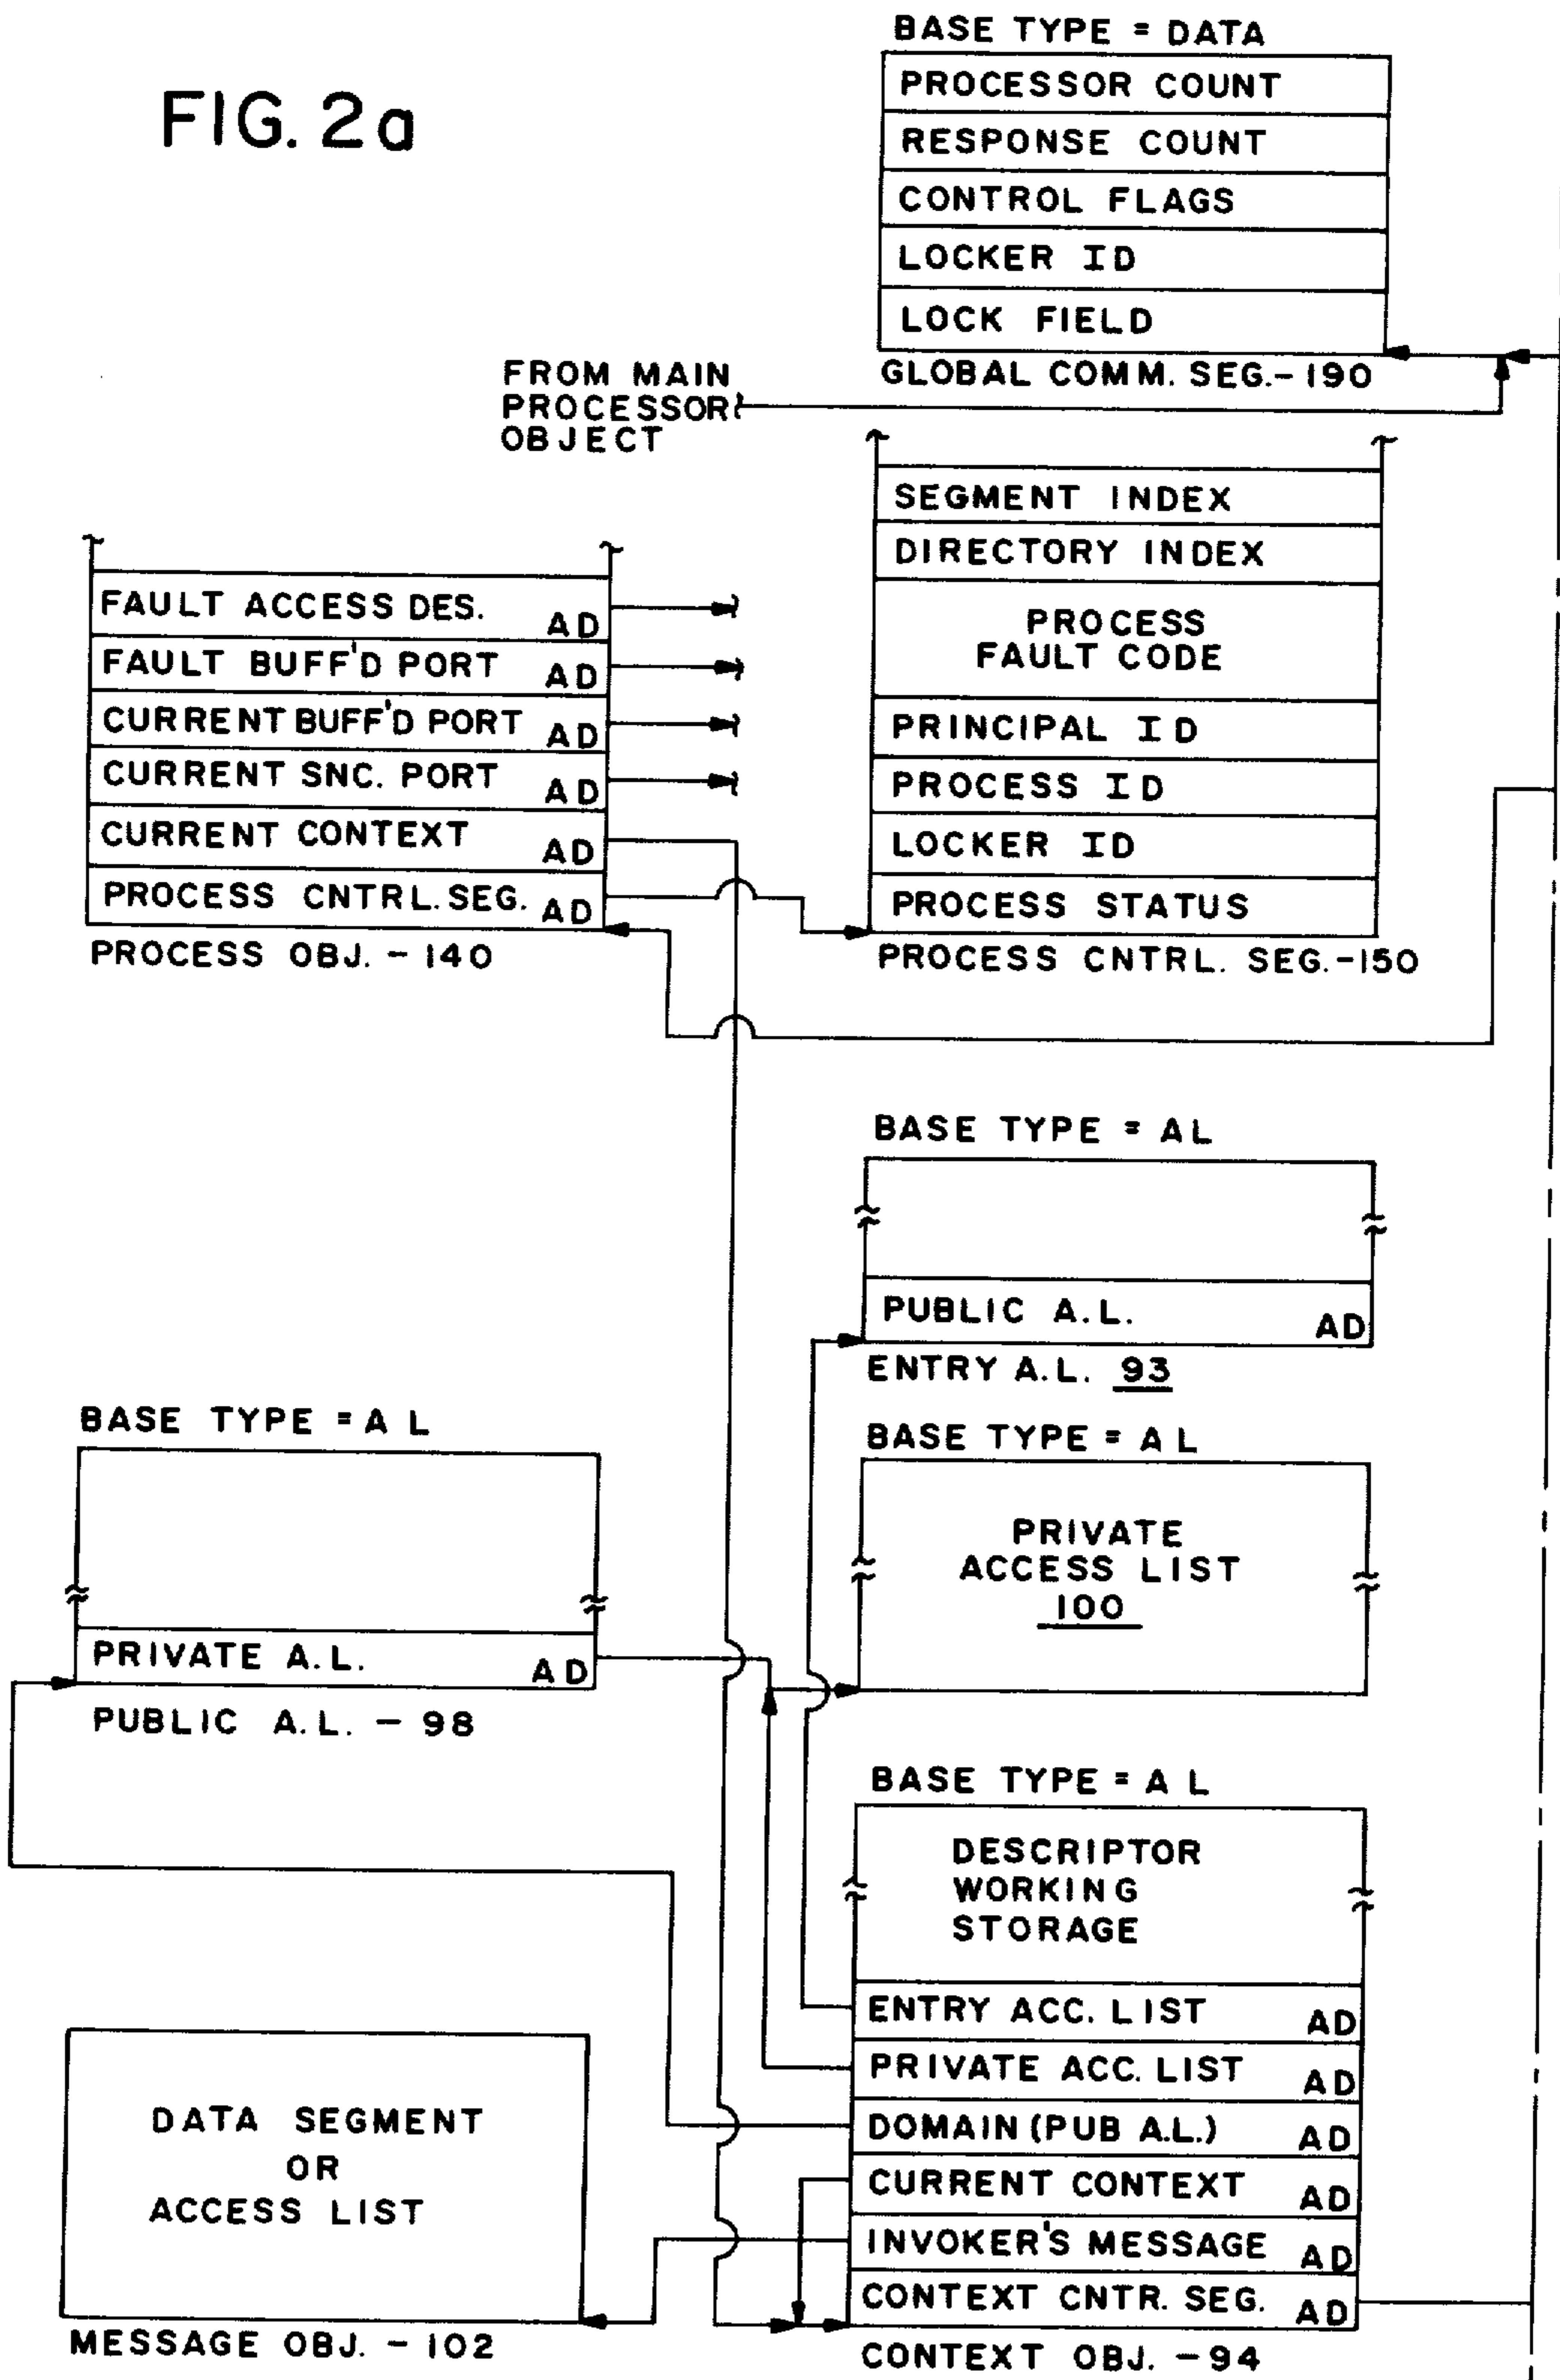 FIG. 2a
BASE TYPE = DATA
PROCESSOR COUNT
RESPONSE COUNT
CONTROL FLAGS
LOCKER ID
LOCK FIELD
GLOBAL COMM. SEG.-190
FROM MAIN
PROCESSOR
OBJECT
SEGMENT INDEX
DIRECTORY INDEX
PROCESS
FAULT CODE
PRINCIPAL ID
PROCESS ID
LOCKER ID
PROCESS STATUS
PROCESS CNTRL. SEG.-150
FAULT ACCESS DES. AD
FAULT BUFF'D PORT AD
CURRENT BUFF'D PORT AD
CURRENT SNC. PORT AD
CURRENT CONTEXT AD
PROCESS CNTRL. SEG. AD
PROCESS OBJ. - 140
BASE TYPE = AL
PUBLIC A.L. AD
ENTRY A.L. 93
BASE TYPE = AL
PRIVATE
ACCESS LIST
100
BASE TYPE = AL
PRIVATE A.L. AD
PUBLIC A.L. - 98
BASE TYPE = AL
DESCRIPTOR
WORKING
STORAGE
ENTRY ACC. LIST AD
PRIVATE ACC. LIST AD
DOMAIN (PUB A.L.) AD
CURRENT CONTEXT AD
INVOKER'S MESSAGE AD
CONTEXT CNTR. SEG. AD
CONTEXT OBJ. - 94
DATA SEGMENT
OR
ACCESS LIST
MESSAGE OBJ. - 102